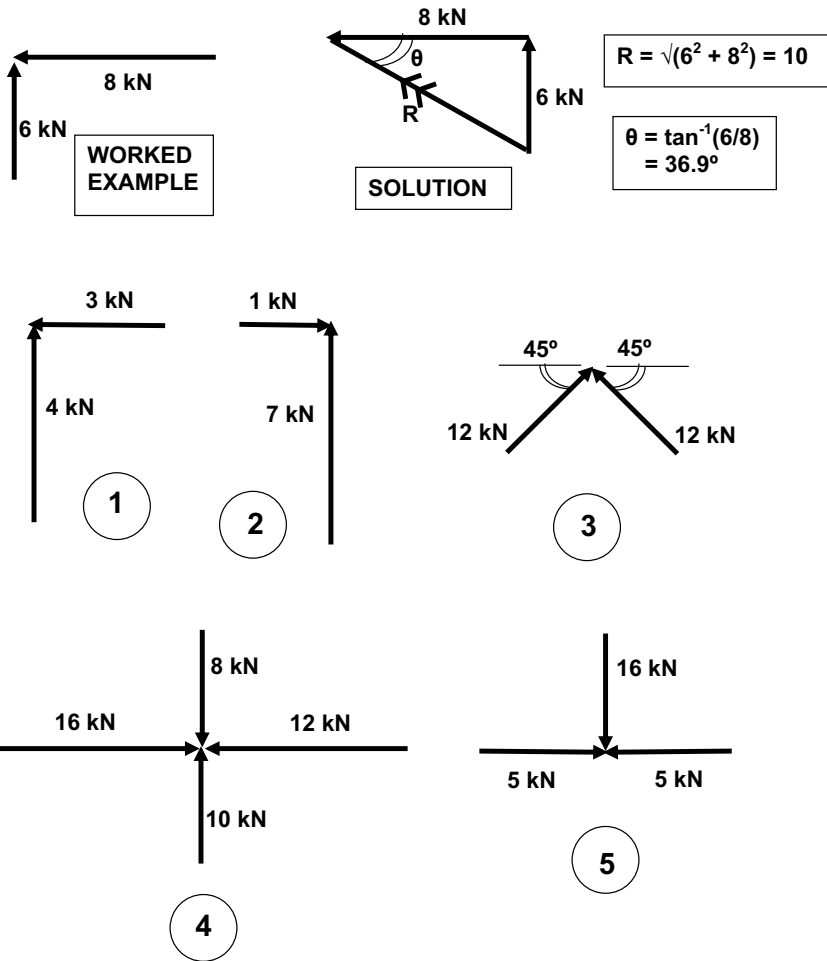 8 kN
6 kN
WORKED
EXAMPLE
8 kN
θ
6 kN
R
SOLUTION
R = √(6² + 8²) = 10
θ = tan⁻¹(6/8)
= 36.9º
3 kN
4 kN
1
1 kN
7 kN
2
45º
45º
12 kN
12 kN
3
8 kN
16 kN
12 kN
10 kN
4
16 kN
5 kN
5 kN
5